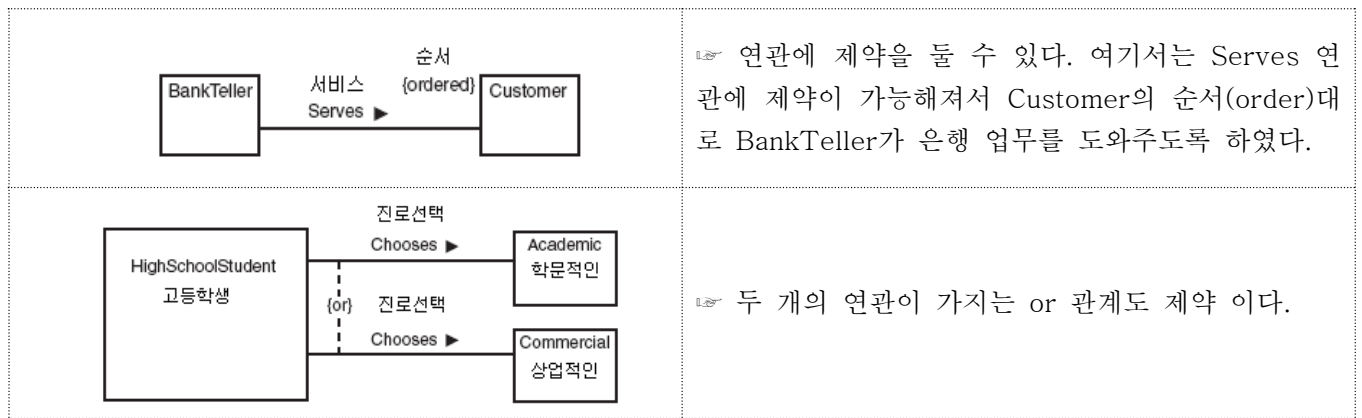 순서
BankTeller
서비스
{ordered}
Customer
Serves ▶
☞ 연관에 제약을 둘 수 있다. 여기서는 Serves 연
관에 제약이 가능해져서 Customer의 순서(order)대
로 BankTeller가 은행 업무를 도와주도록 하였다.
진로선택
Chooses ▶
Academic
학문적인
HighSchoolStudent
고등학생
{or}
진로선택
Chooses ▶
Commercial
상업적인
☞ 두 개의 연관이 가지는 or 관계도 제약 이다.